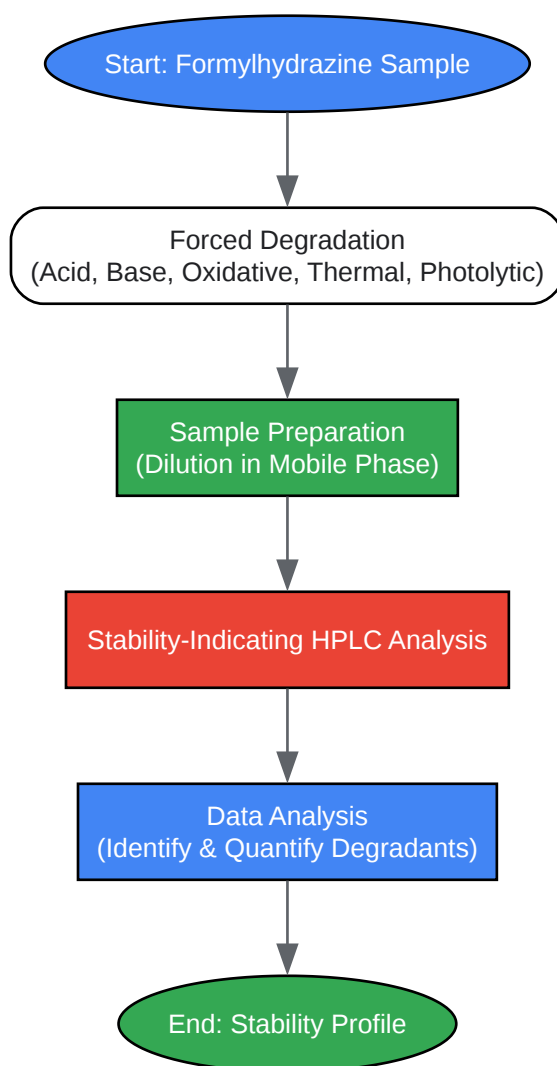 Start: Formylhydrazine Sample
Forced Degradation
(Acid, Base, Oxidative, Thermal, Photolytic)
Sample Preparation
(Dilution in Mobile Phase)
Stability-Indicating HPLC Analysis
Data Analysis
(Identify & Quantify Degradants)
End: Stability Profile